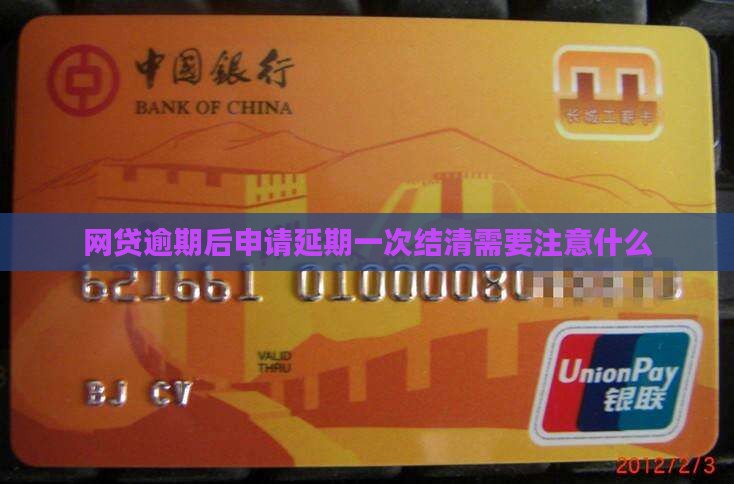 中国銀行
BANK OF CHINA
长城工薪卡
网贷逾期后申请延期一次结清需要注意什么
621661 01000080
VALID
THRU
BJ CV
UnionPay
银联
2012/2/3